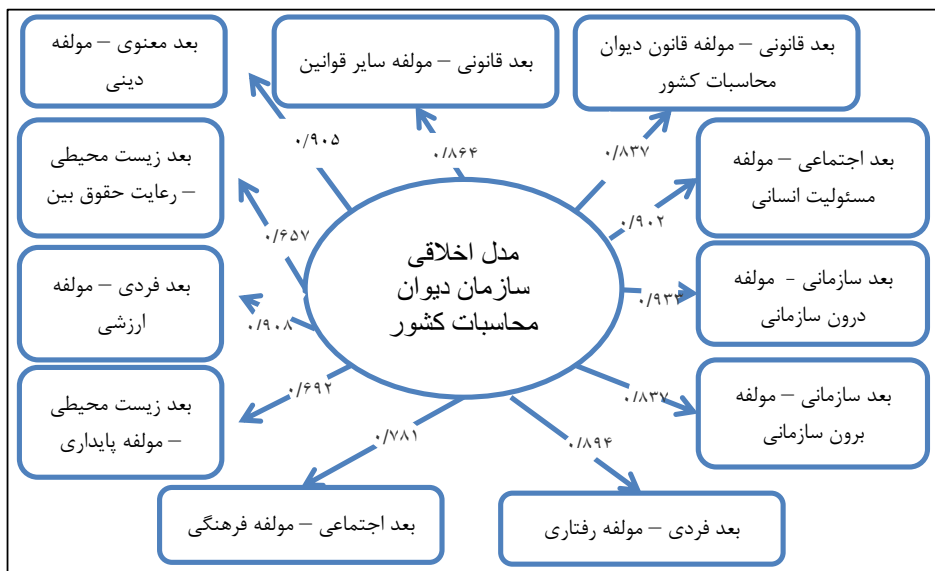 بعد معنوی – مولفه
دینی
بعد قانونی – مولفه سایر قوانین
بعد قانونی – مولفه قانون دیوان
محاسبات کشور
۰/۹۰۵
۰/۸۶۴
۰/۸۳۷
بعد زیست محیطی
– رعایت حقوق بین
بعد اجتماعی – مولفه
مسئولیت انسانی
۰/۶۵۷
۰/۹۰۲
مدل اخلاقی
سازمان دیوان
محاسبات کشور
بعد فردی – مولفه
ارزشی
بعد سازمانی - مولفه
درون سازمانی
۰/۹۰۸
۰/۹۳۳
بعد زیست محیطی
– مولفه پایداری
بعد سازمانی – مولفه
برون سازمانی
۰/۶۹۲
۰/۸۳۷
۰/۷۸۱
۰/۸۹۴
بعد اجتماعی – مولفه فرهنگی
بعد فردی – مولفه رفتاری